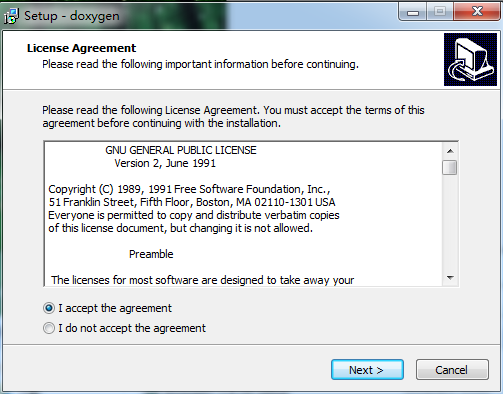 Setup - doxygen
License Agreement
Please read the following important information before continuing.
Please read the following License Agreement. You must accept the terms of this
agreement before continuing with the installation.
GNU GENERAL PUBLIC LICENSE
Version 2, June 1991
Copyright (C) 1989, 1991 Free Software Foundation, Inc.,
51 Franklin Street, Fifth Floor, Boston, MA 02110-1301 USA
Everyone is permitted to copy and distribute verbatim copies
of this license document, but changing it is not allowed.
Preamble
The licenses for most software are designed to take away your
I accept the agreement
I do not accept the agreement
Next >
Cancel